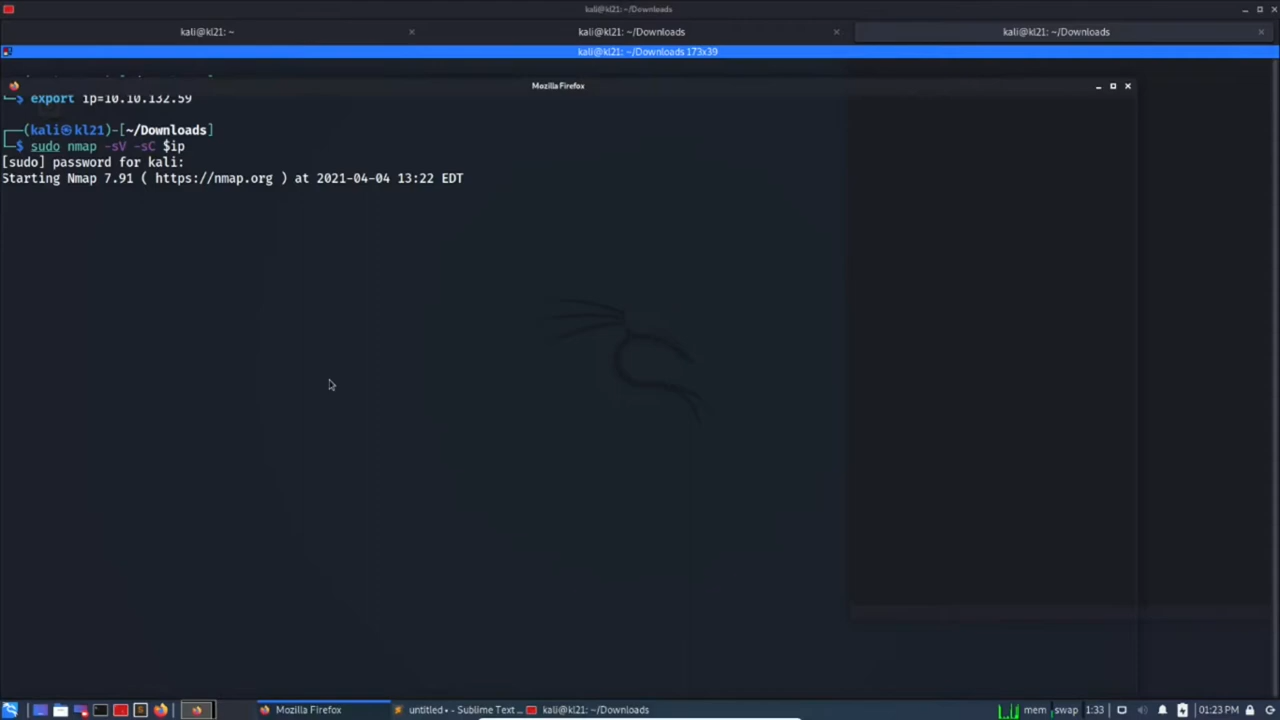 kali@kl21: ~/Downloads
kali@kl21: ~
kali@kl21: ~/Downloads
kali@kl21: ~/Downloads
kali@kl21: ~/Downloads 173x39
Mozilla Firefox
└─$ export ip=10.10.132.59
┌──(kali㉿kl21)-[~/Downloads]
└─$ sudo nmap -sV -sC $ip
[sudo] password for kali:
Starting Nmap 7.91 ( https://nmap.org ) at 2021-04-04 13:22 EDT
Mozilla Firefox
untitled • - Sublime Text ...
kali@kl21: ~/Downloads
mem
swap
1:33
01:23 PM